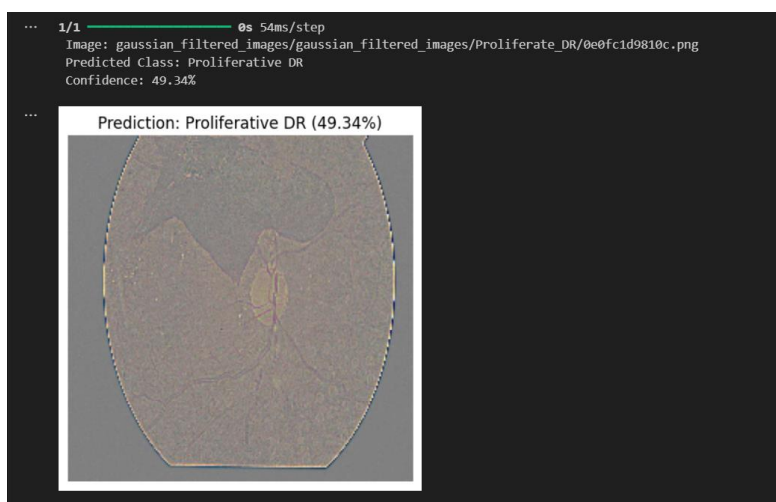 ... 1/1 ━━━━━━━━━━━━━━━━━━━━ 0s 54ms/step
Image: gaussian_filtered_images/gaussian_filtered_images/Proliferate_DR/0e0fc1d9810c.png
Predicted Class: Proliferative DR
Confidence: 49.34%
...
Prediction: Proliferative DR (49.34%)